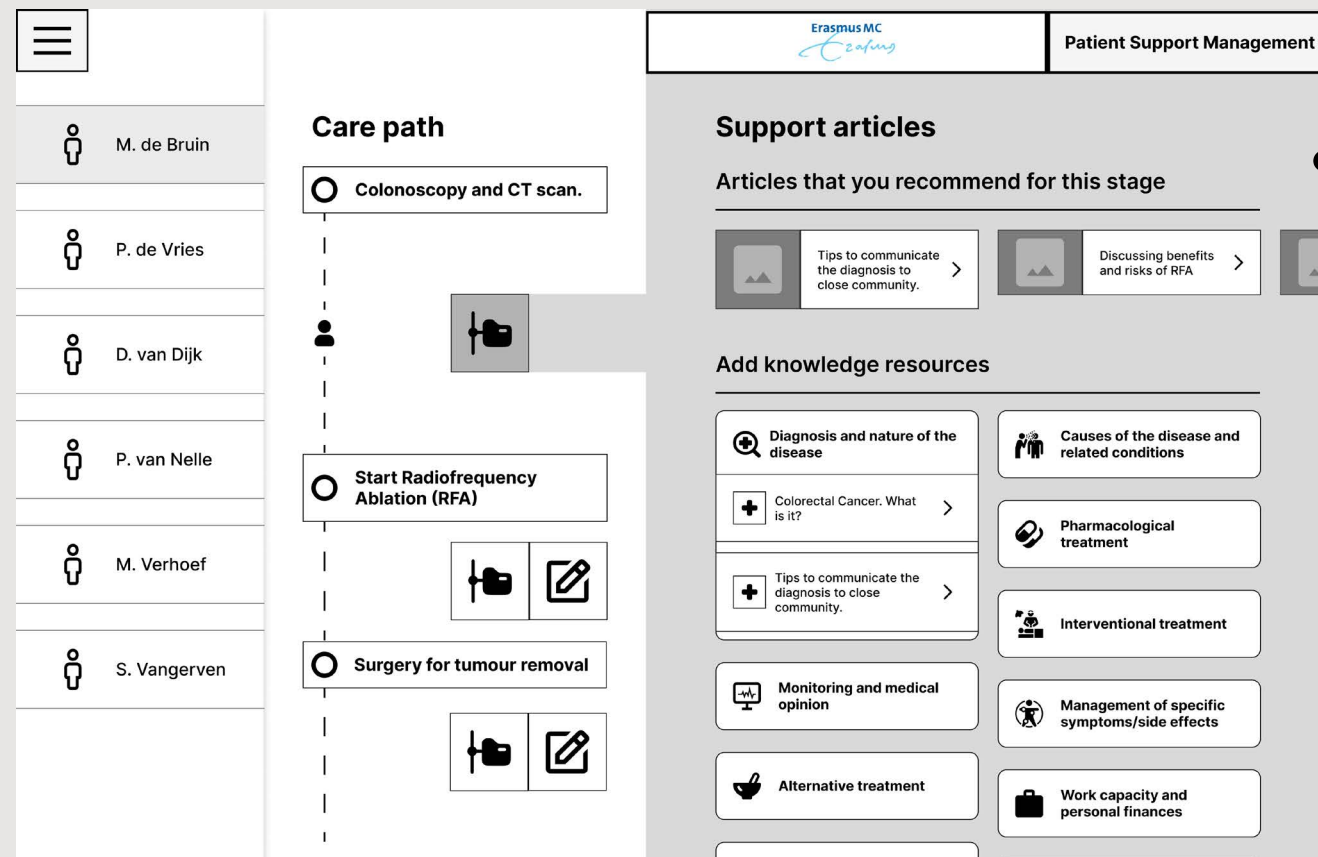 Erasmus MC
Erasmus
Patient Support Management
M. de Bruin
P. de Vries
D. van Dijk
P. van Nelle
M. Verhoef
S. Vangerven
Care path
Colonoscopy and CT scan.
Start Radiofrequency
Ablation (RFA)
Surgery for tumour removal
Support articles
Articles that you recommend for this stage
Tips to communicate
the diagnosis to
close community.
Discussing benefits
and risks of RFA
Add knowledge resources
Diagnosis and nature of the
disease
Colorectal Cancer. What
is it?
Tips to communicate the
diagnosis to close
community.
Monitoring and medical
opinion
Alternative treatment
Causes of the disease and
related conditions
Pharmacological
treatment
Interventional treatment
Management of specific
symptoms/side effects
Work capacity and
personal finances